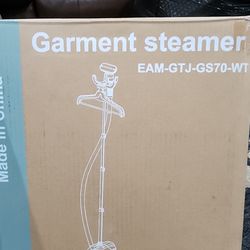 Garment steamer
EAM-GTJ-GS70-WT
Made in China